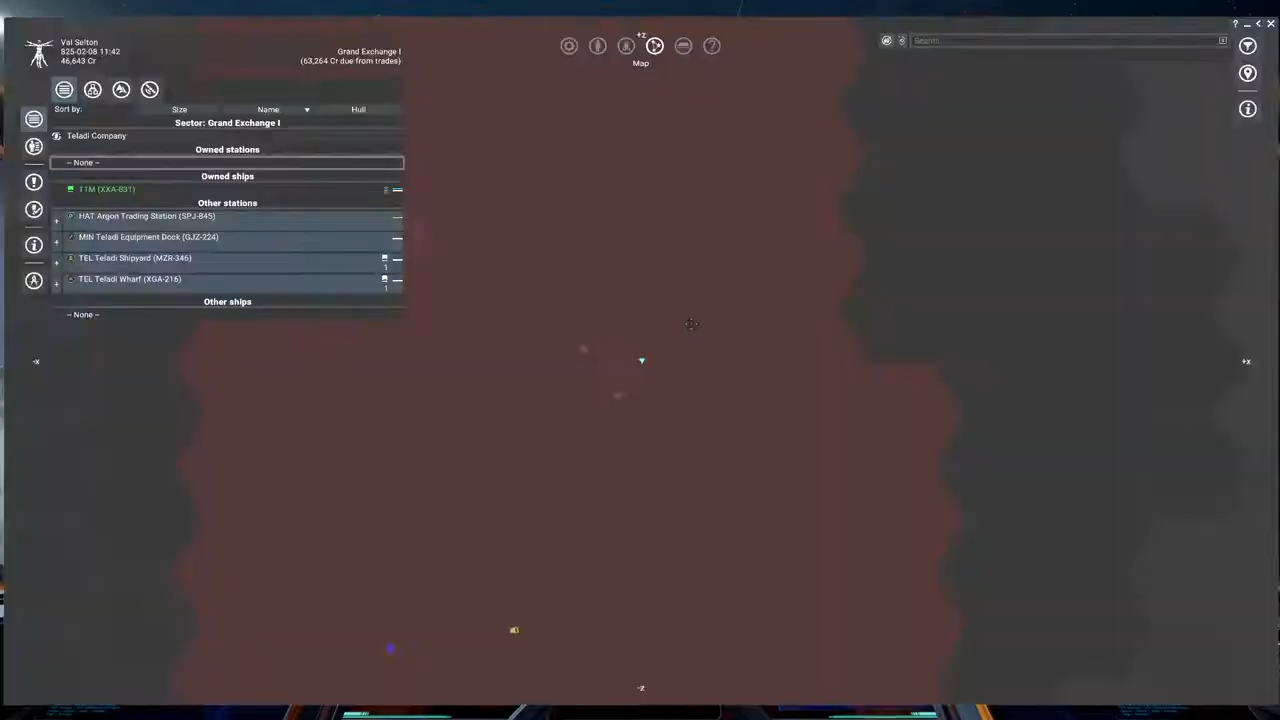 ? _ < X
Val Selton
825-02-08 11:42
46,643 Cr
Grand Exchange I
(63,264 Cr due from trades)
+z
Map
Search
Sort by: Size Name Hull
Sector: Grand Exchange I
Teladi Company
Owned stations
-- None --
Owned ships
TTM (XXA-831)
Other stations
+ HAT Argon Trading Station (SPJ-845)
+ MIN Teladi Equipment Dock (GJZ-224)
+ TEL Teladi Shipyard (MZR-346) 1
+ TEL Teladi Wharf (XGA-216) 1
Other ships
-- None --
-x
+x
-z